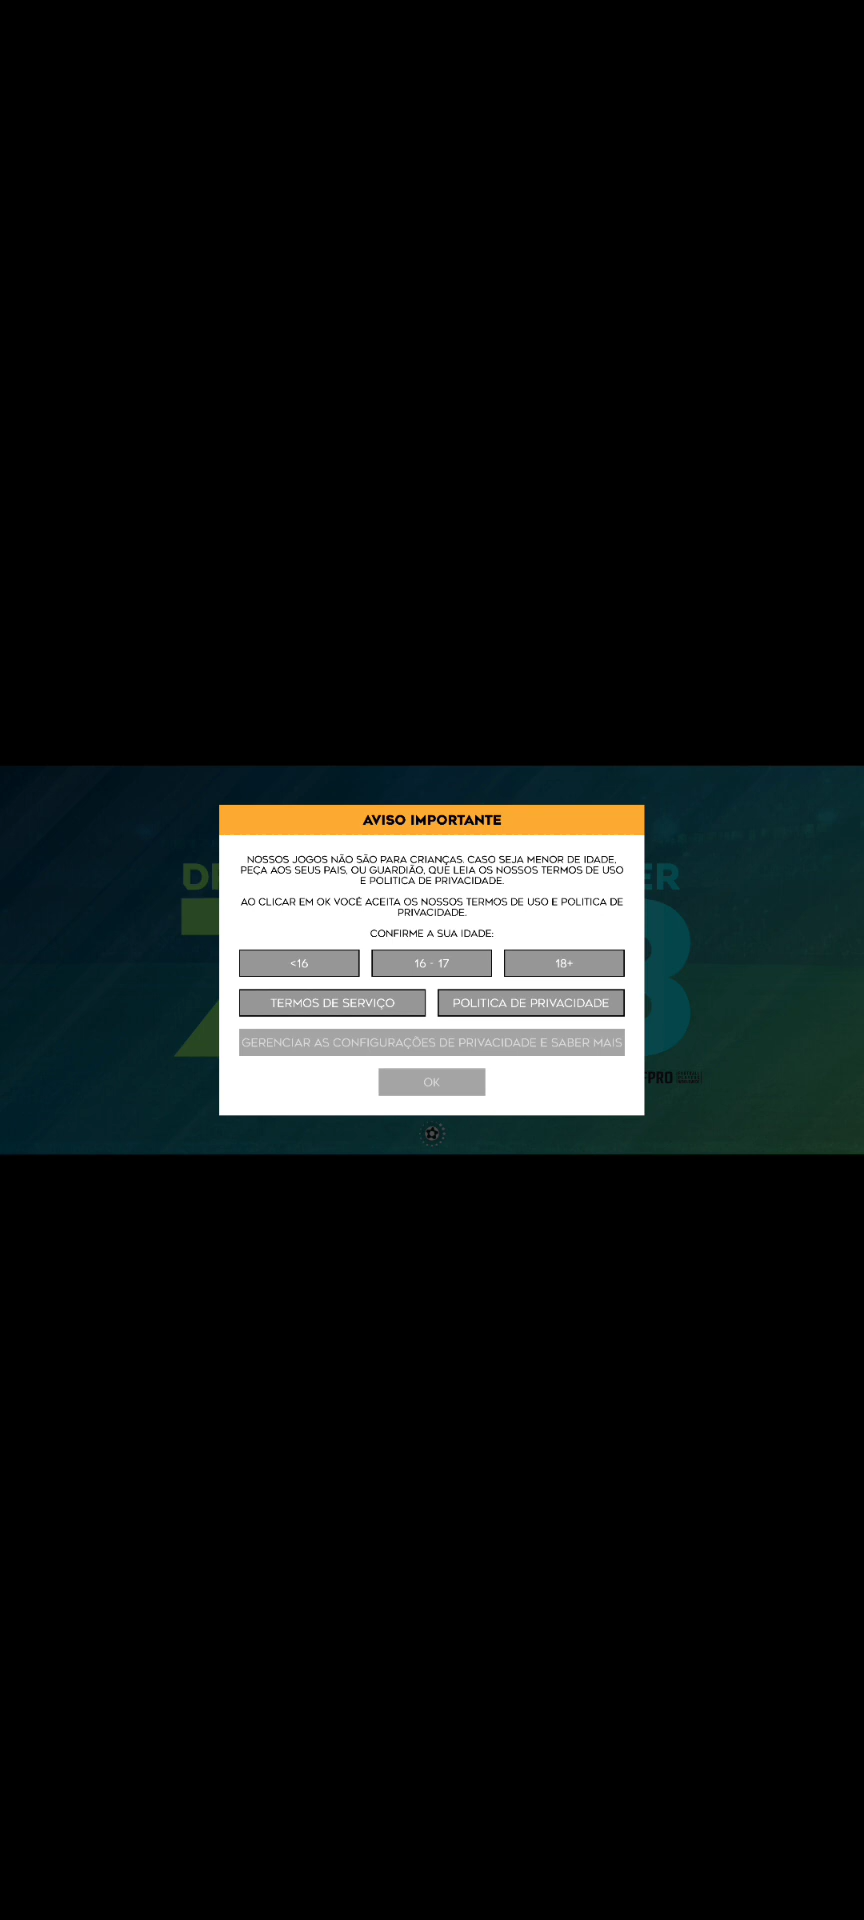 AVISO IMPORTANTE
NOSSOS JOGOS NÃO SÃO PARA CRIANÇAS. CASO SEJA MENOR DE IDADE,
PEÇA AOS SEUS PAIS, OU GUARDIÃO, QUE LEIA OS NOSSOS TERMOS DE USO
E POLITICA DE PRIVACIDADE.
AO CLICAR EM OK VOCÊ ACEITA OS NOSSOS TERMOS DE USO E POLITICA DE
PRIVACIDADE.
CONFIRME A SUA IDADE:
<16 16 - 17 18+
TERMOS DE SERVIÇO POLITICA DE PRIVACIDADE
GERENCIAR AS CONFIGURAÇÕES DE PRIVACIDADE E SABER MAIS
OK